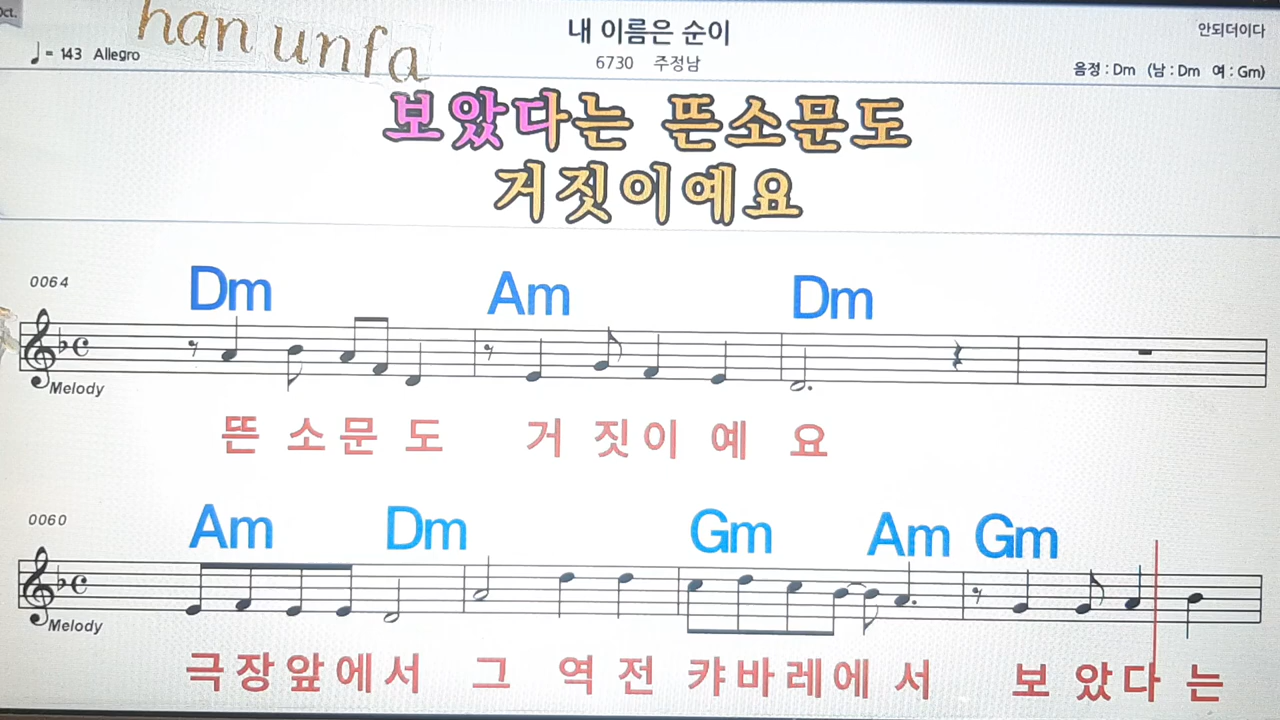 Oct.
han unfa
♩= 143 Allegro
내 이름은 순이
6730 주정남
안되더이다
음정 : Dm (남 : Dm 여 : Gm)
보았다는 뜬소문도
거짓이예요
0064
Dm Am Dm
Melody
뜬 소 문 도 거 짓 이 예 요
0060
Am Dm Gm Am Gm
Melody
극 장 앞 에 서 그 역 전 캬 바 레 에 서 보 았 다 는